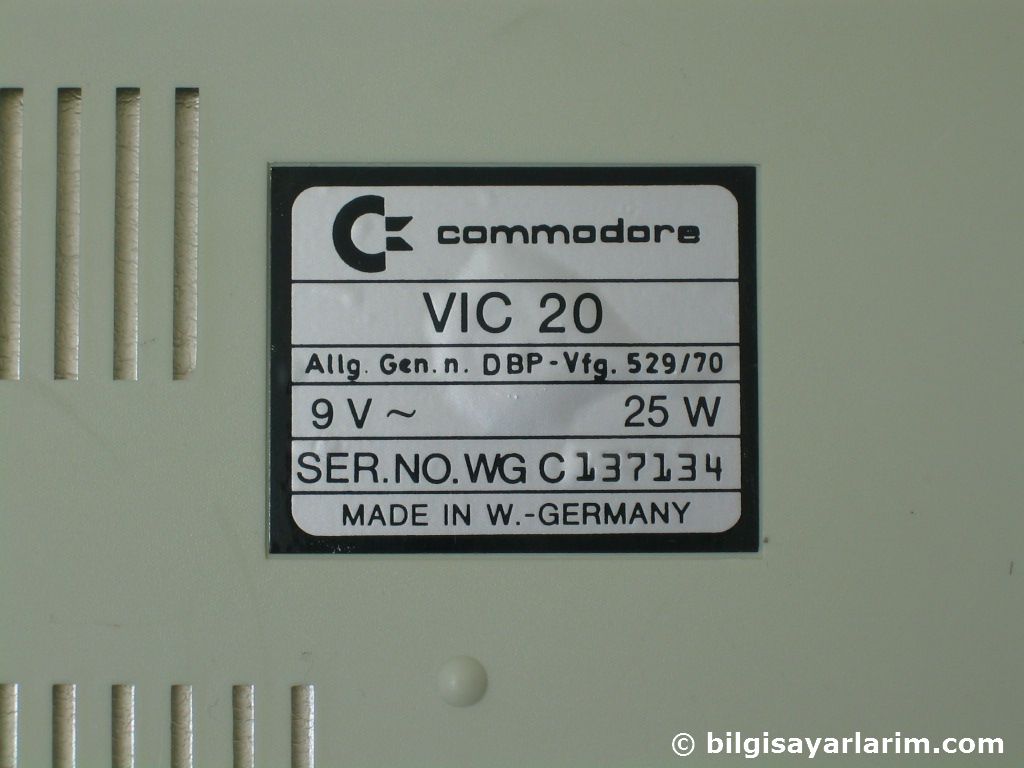 commodore
VIC 20
Allg. Gen. n. DBP-Vfg. 529/70
9 V ~ 25 W
SER.NO. WG C 137134
MADE IN W.-GERMANY
© bilgisayarlarim.com